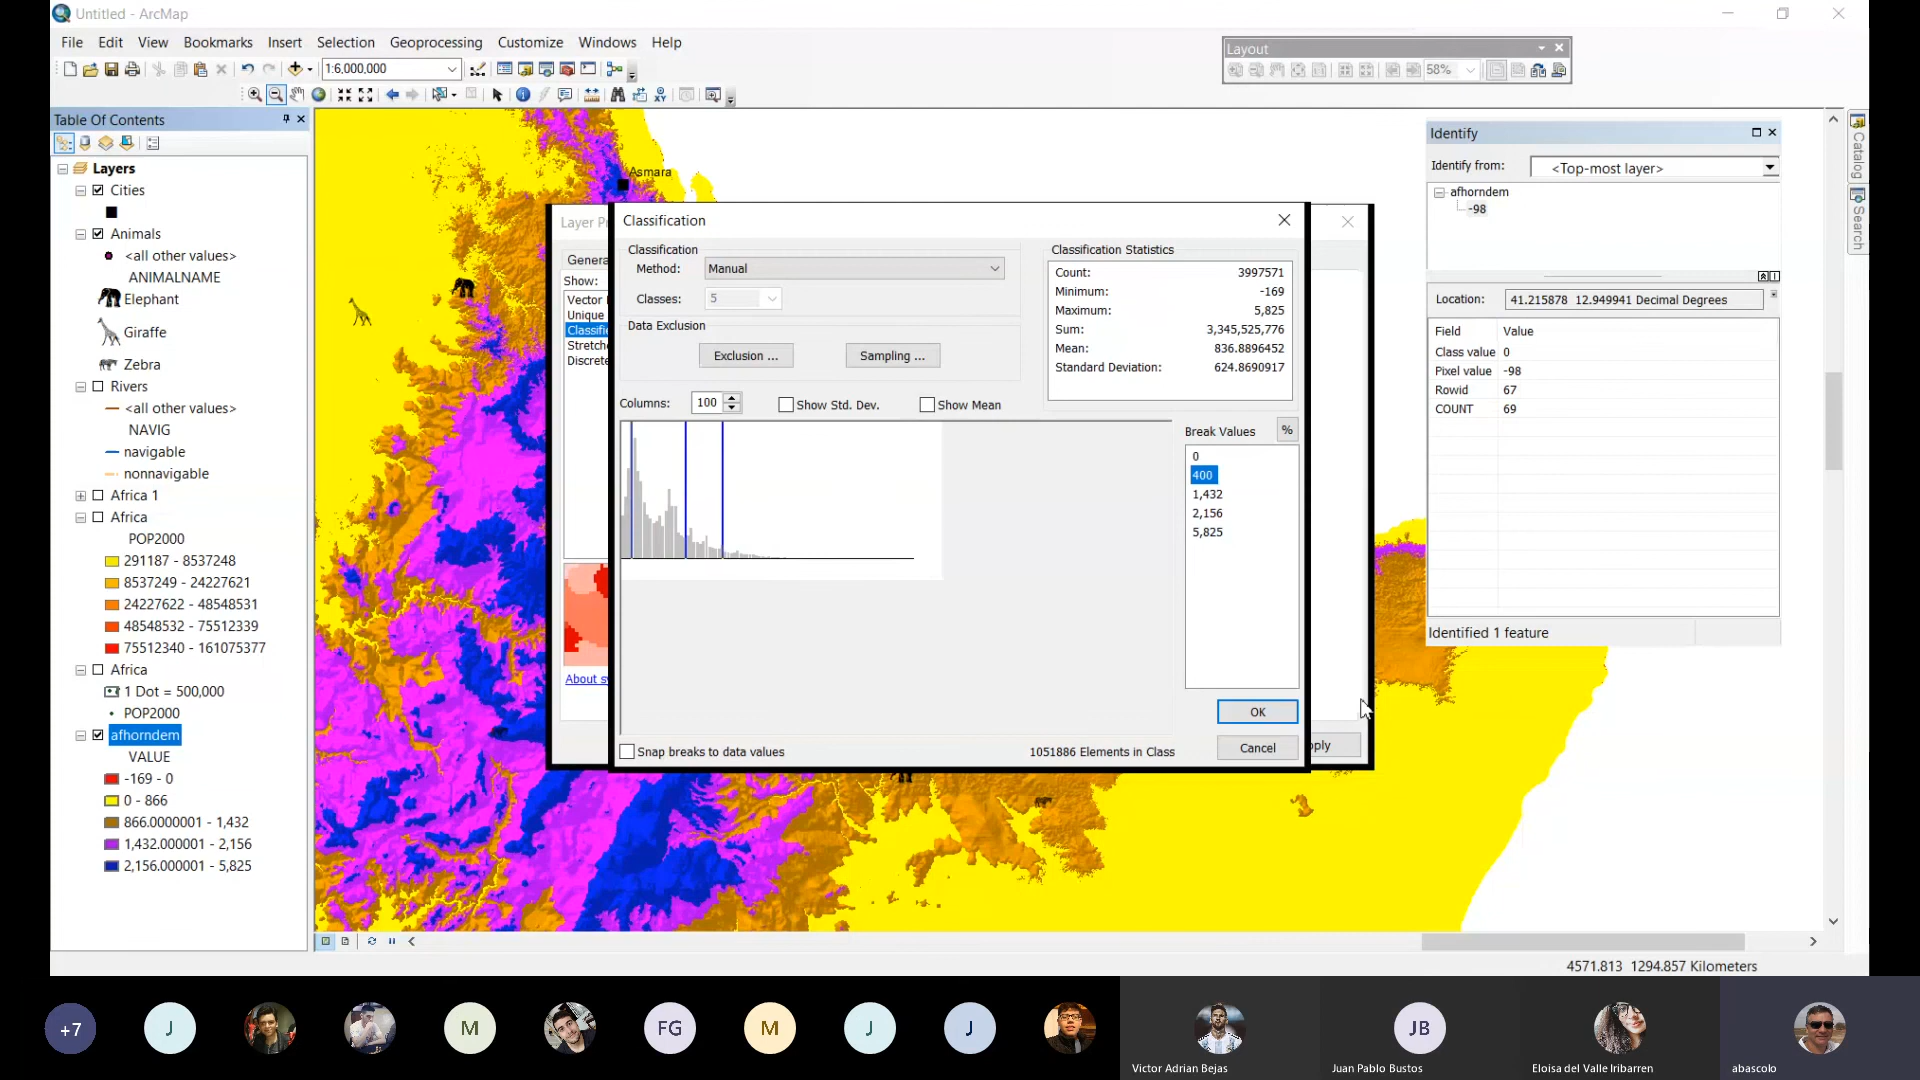 Untitled - ArcMap
File Edit View Bookmarks Insert Selection Geoprocessing Customize Windows Help
1:6,000,000
Layout
58%
Table Of Contents
Layers
Cities
Animals
<all other values>
ANIMALNAME
Elephant
Giraffe
Zebra
Rivers
<all other values>
NAVIG
navigable
nonnavigable
Africa 1
Africa
POP2000
291187 - 8537248
8537249 - 24227621
24227622 - 48548531
48548532 - 75512339
75512340 - 161075377
Africa
1 Dot = 500,000
POP2000
afhorndem
VALUE
-169 - 0
0 - 866
866.0000001 - 1,432
1,432.000001 - 2,156
2,156.000001 - 5,825
Asmara
Layer Pr
Genera
Show:
Vector
Unique
Classifi
Stretche
Discrete
About s
pply
Classification
Classification
Method: Manual
Classes: 5
Data Exclusion
Exclusion ... Sampling ...
Columns: 100 Show Std. Dev. Show Mean
Classification Statistics
Count: 3997571
Minimum: -169
Maximum: 5,825
Sum: 3,345,525,776
Mean: 836.8896452
Standard Deviation: 624.8690917
Break Values %
0
400
1,432
2,156
5,825
OK
Cancel
Snap breaks to data values
1051886 Elements in Class
Identify
Identify from: <Top-most layer>
afhorndem
-98
Location: 41.215878 12.949941 Decimal Degrees
Field Value
Class value 0
Pixel value -98
Rowid 67
COUNT 69
Identified 1 feature
Catalog
Search
4571.813 1294.857 Kilometers
+7
J
M
FG
M
J
J
JB
Victor Adrian Bejas
Juan Pablo Bustos
Eloisa del Valle Iribarren
abascolo